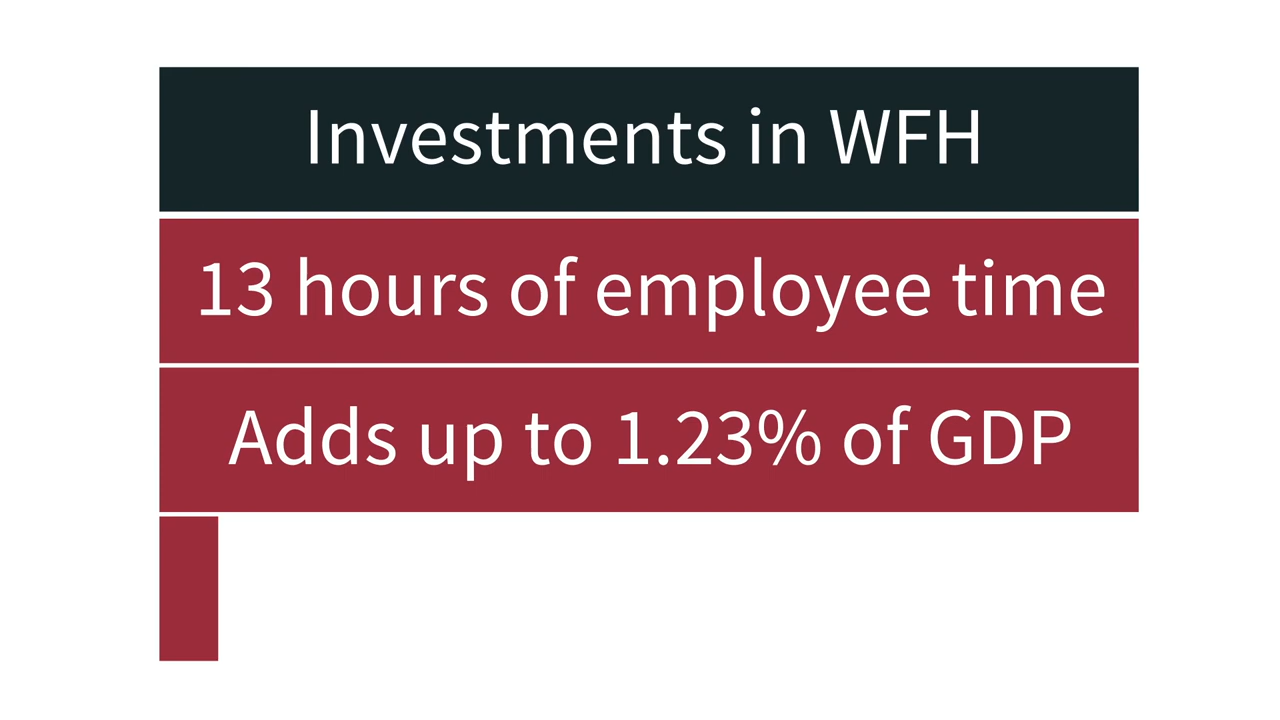 Investments in WFH
13 hours of employee time
Adds up to 1.23% of GDP